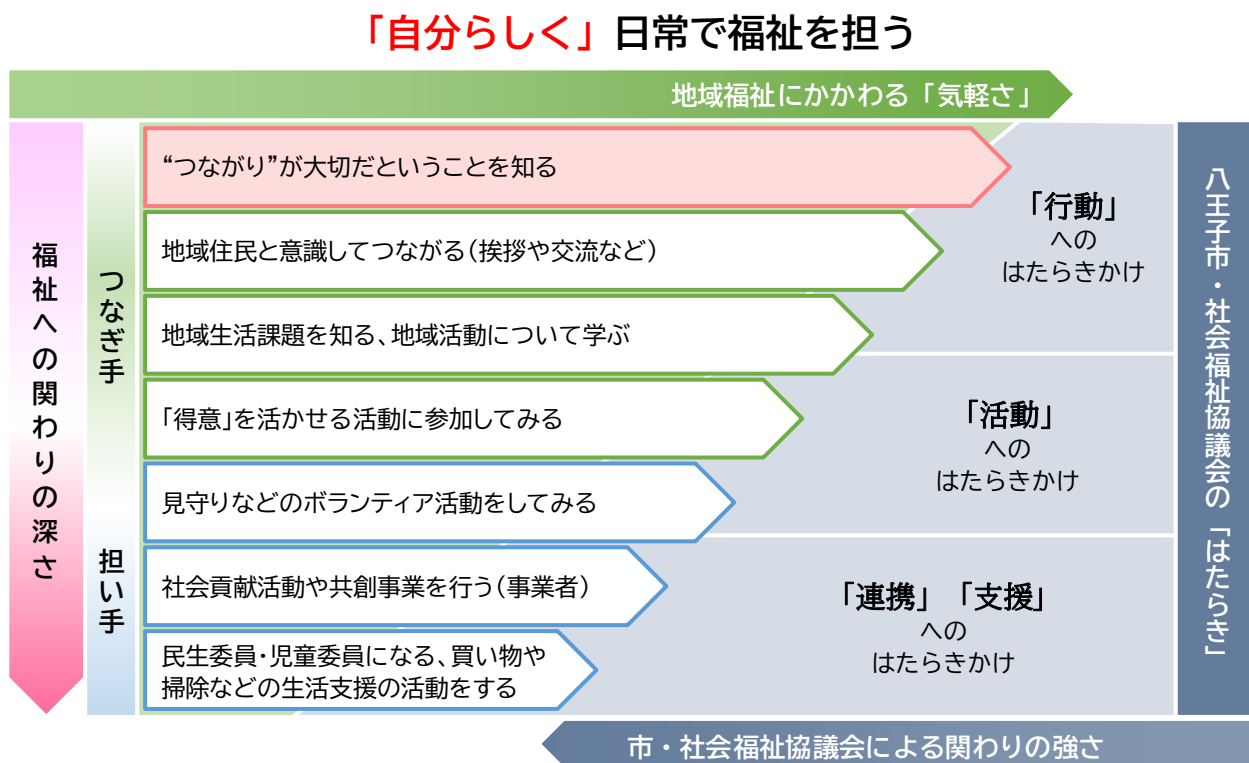 「自分らしく」日常で福祉を担う
地域福祉にかかわる「気軽さ」
福祉への関わりの深さ
つなぎ手
担い手
“つながり”が大切だということを知る
地域住民と意識してつながる（挨拶や交流など）
地域生活課題を知る、地域活動について学ぶ
「得意」を活かせる活動に参加してみる
見守りなどのボランティア活動をしてみる
社会貢献活動や共創事業を行う（事業者）
民生委員・児童委員になる、買い物や
掃除などの生活支援の活動をする
「行動」
への
はたらきかけ
「活動」
への
はたらきかけ
「連携」「支援」
への
はたらきかけ
八王子市・社会福祉協議会の「はたらき」
市・社会福祉協議会による関わりの強さ